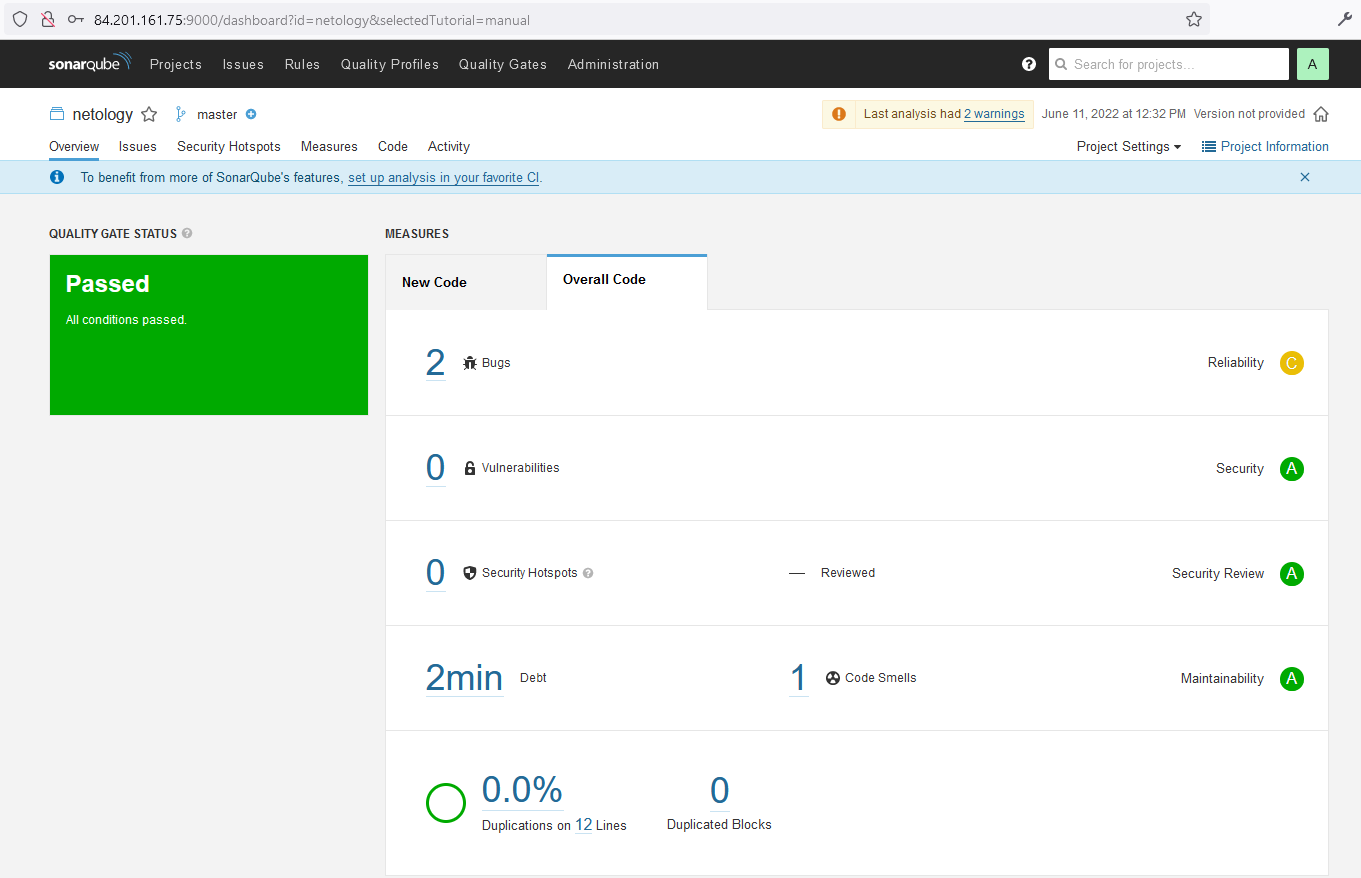 84.201.161.75:9000/dashboard?id=netology&selectedTutorial=manual
sonarqube Projects Issues Rules Quality Profiles Quality Gates Administration ? Search for projects... A
netology master Last analysis had 2 warnings June 11, 2022 at 12:32 PM Version not provided
Overview Issues Security Hotspots Measures Code Activity Project Settings Project Information
To benefit from more of SonarQube's features, set up analysis in your favorite CI.
QUALITY GATE STATUS ? MEASURES
Passed
All conditions passed.
New Code Overall Code
2 Bugs Reliability C
0 Vulnerabilities Security A
0 Security Hotspots ? — Reviewed Security Review A
2min Debt 1 Code Smells Maintainability A
0.0% 0
Duplications on 12 Lines Duplicated Blocks